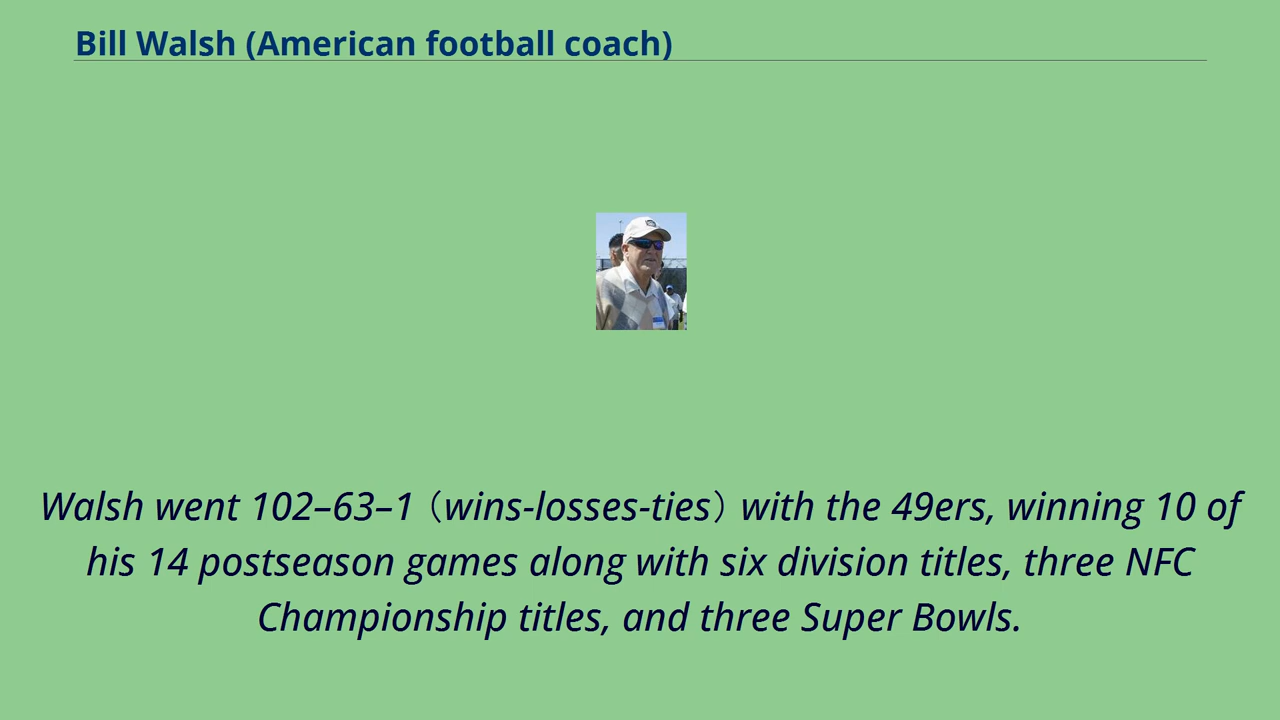 Bill Walsh (American football coach)
Walsh went 102–63–1（wins-losses-ties）with the 49ers, winning 10 of
his 14 postseason games along with six division titles, three NFC
Championship titles, and three Super Bowls.